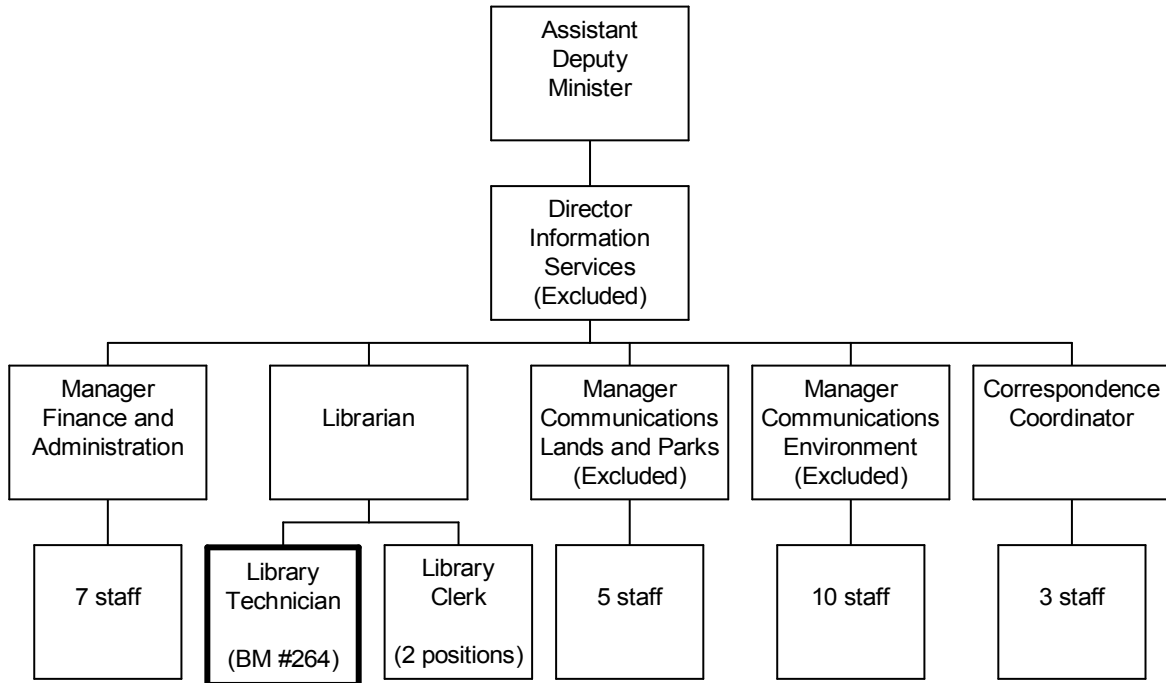 Assistant
Deputy
Minister
Director
Information
Services
(Excluded)
Manager
Finance and
Administration
Librarian
Manager
Communications
Lands and Parks
(Excluded)
Manager
Communications
Environment
(Excluded)
Correspondence
Coordinator
7 staff
Library
Technician
(BM #264)
Library
Clerk
(2 positions)
5 staff
10 staff
3 staff